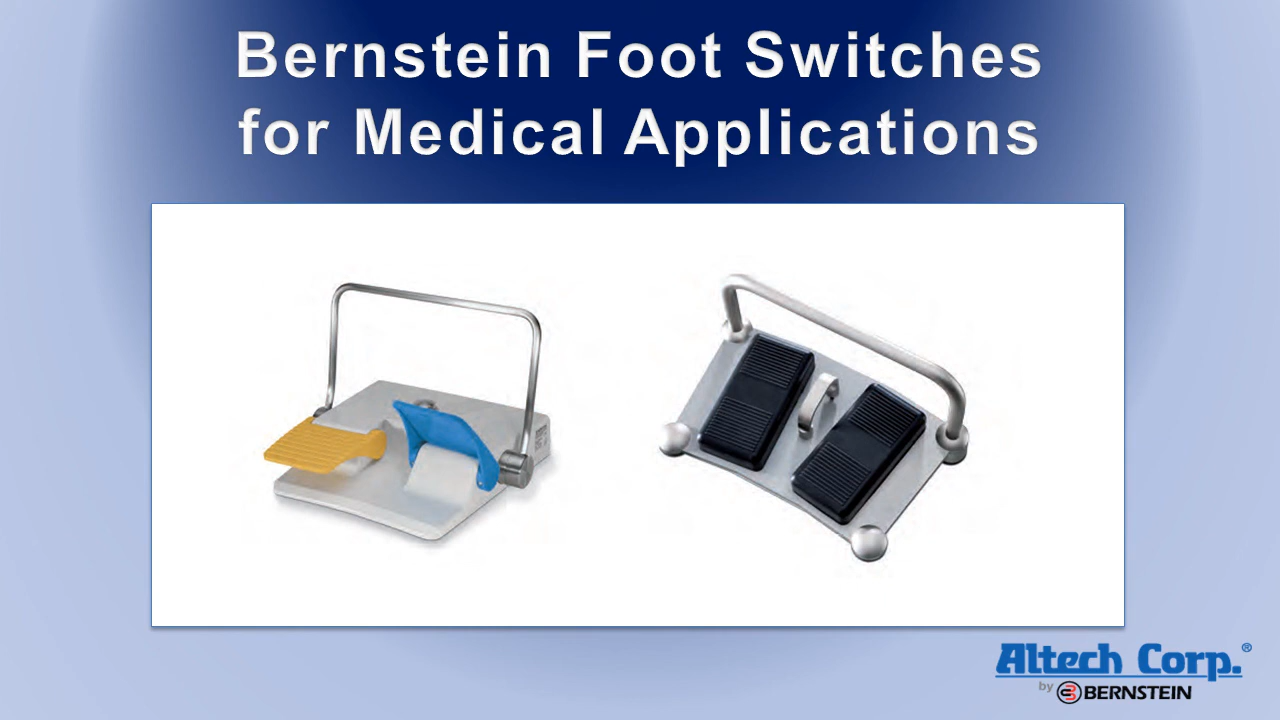 Bernstein Foot Switches
for Medical Applications
Altech Corp.®
by BERNSTEIN